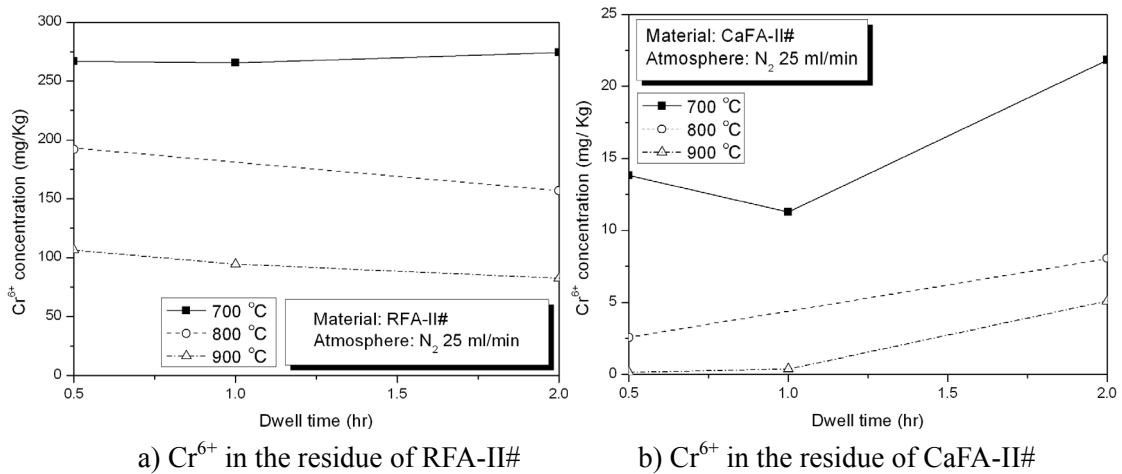 300
250
200
150
100
50
0
Cr⁶⁺ concentration (mg/Kg)
700 °C
800 °C
900 °C
Material: RFA-II#
Atmosphere: N₂ 25 ml/min
0.5 1.0 1.5 2.0
Dwell time (hr)
a) Cr⁶⁺ in the residue of RFA-II#
25
20
15
10
5
0
Cr⁶⁺ concentration (mg/ Kg)
Material: CaFA-II#
Atmosphere: N₂ 25 ml/min
700 °C
800 °C
900 °C
0.5 1.0 1.5 2.0
Dwell time (hr)
b) Cr⁶⁺ in the residue of CaFA-II#